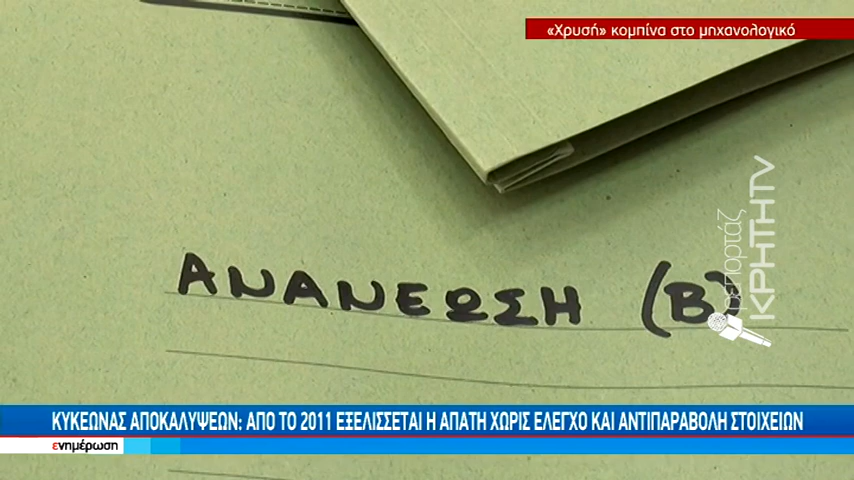 «Χρυσή» κομπίνα στο μηχανολογικό
ρεπορτάζ
ΚΡΗΤΗTV
ΑΝΑΝΕΩΣΗ (Β)
ΚΥΚΕΩΝΑΣ ΑΠΟΚΑΛΥΨΕΩΝ: ΑΠΟ ΤΟ 2011 ΕΞΕΛΙΣΣΕΤΑΙ Η ΑΠΑΤΗ ΧΩΡΙΣ ΕΛΕΓΧΟ ΚΑΙ ΑΝΤΙΠΑΡΑΒΟΛΗ ΣΤΟΙΧΕΙΩΝ
ενημέρωση